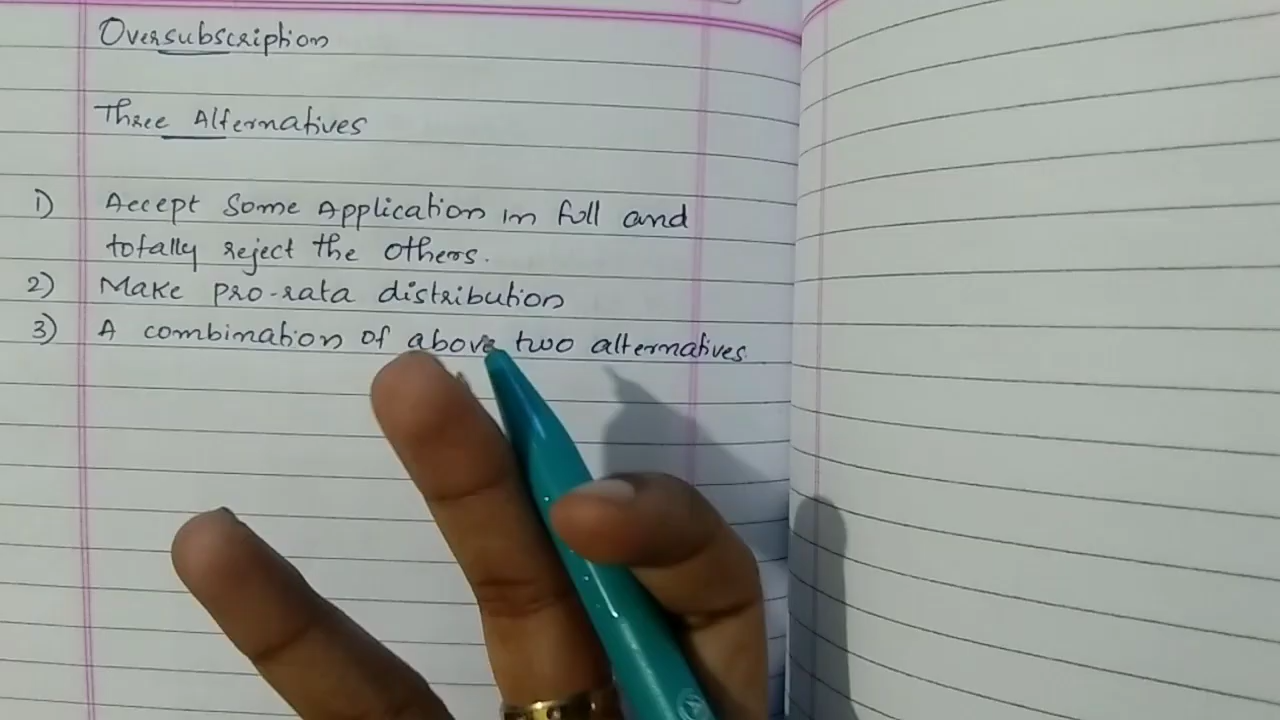 Oversubscription
Three Alternatives
1) Accept Some Application in full and
totally reject the others.
2) Make pro-rata distribution
3) A combination of above two alternatives